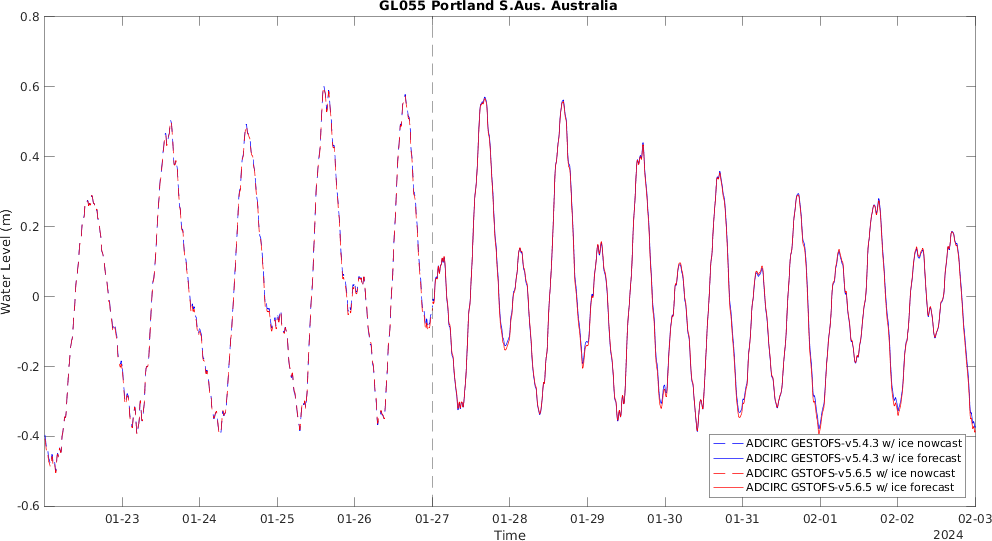 GL055 Portland S.Aus. Australia
0.8
0.6
0.4
0.2
0
-0.2
-0.4
-0.6
Water Level (m)
ADCIRC GESTOFS-v5.4.3 w/ ice nowcast
ADCIRC GESTOFS-v5.4.3 w/ ice forecast
ADCIRC GSTOFS-v5.6.5 w/ ice nowcast
ADCIRC GSTOFS-v5.6.5 w/ ice forecast
01-23 01-24 01-25 01-26 01-27 01-28 01-29 01-30 01-31 02-01 02-02 02-03
Time
2024